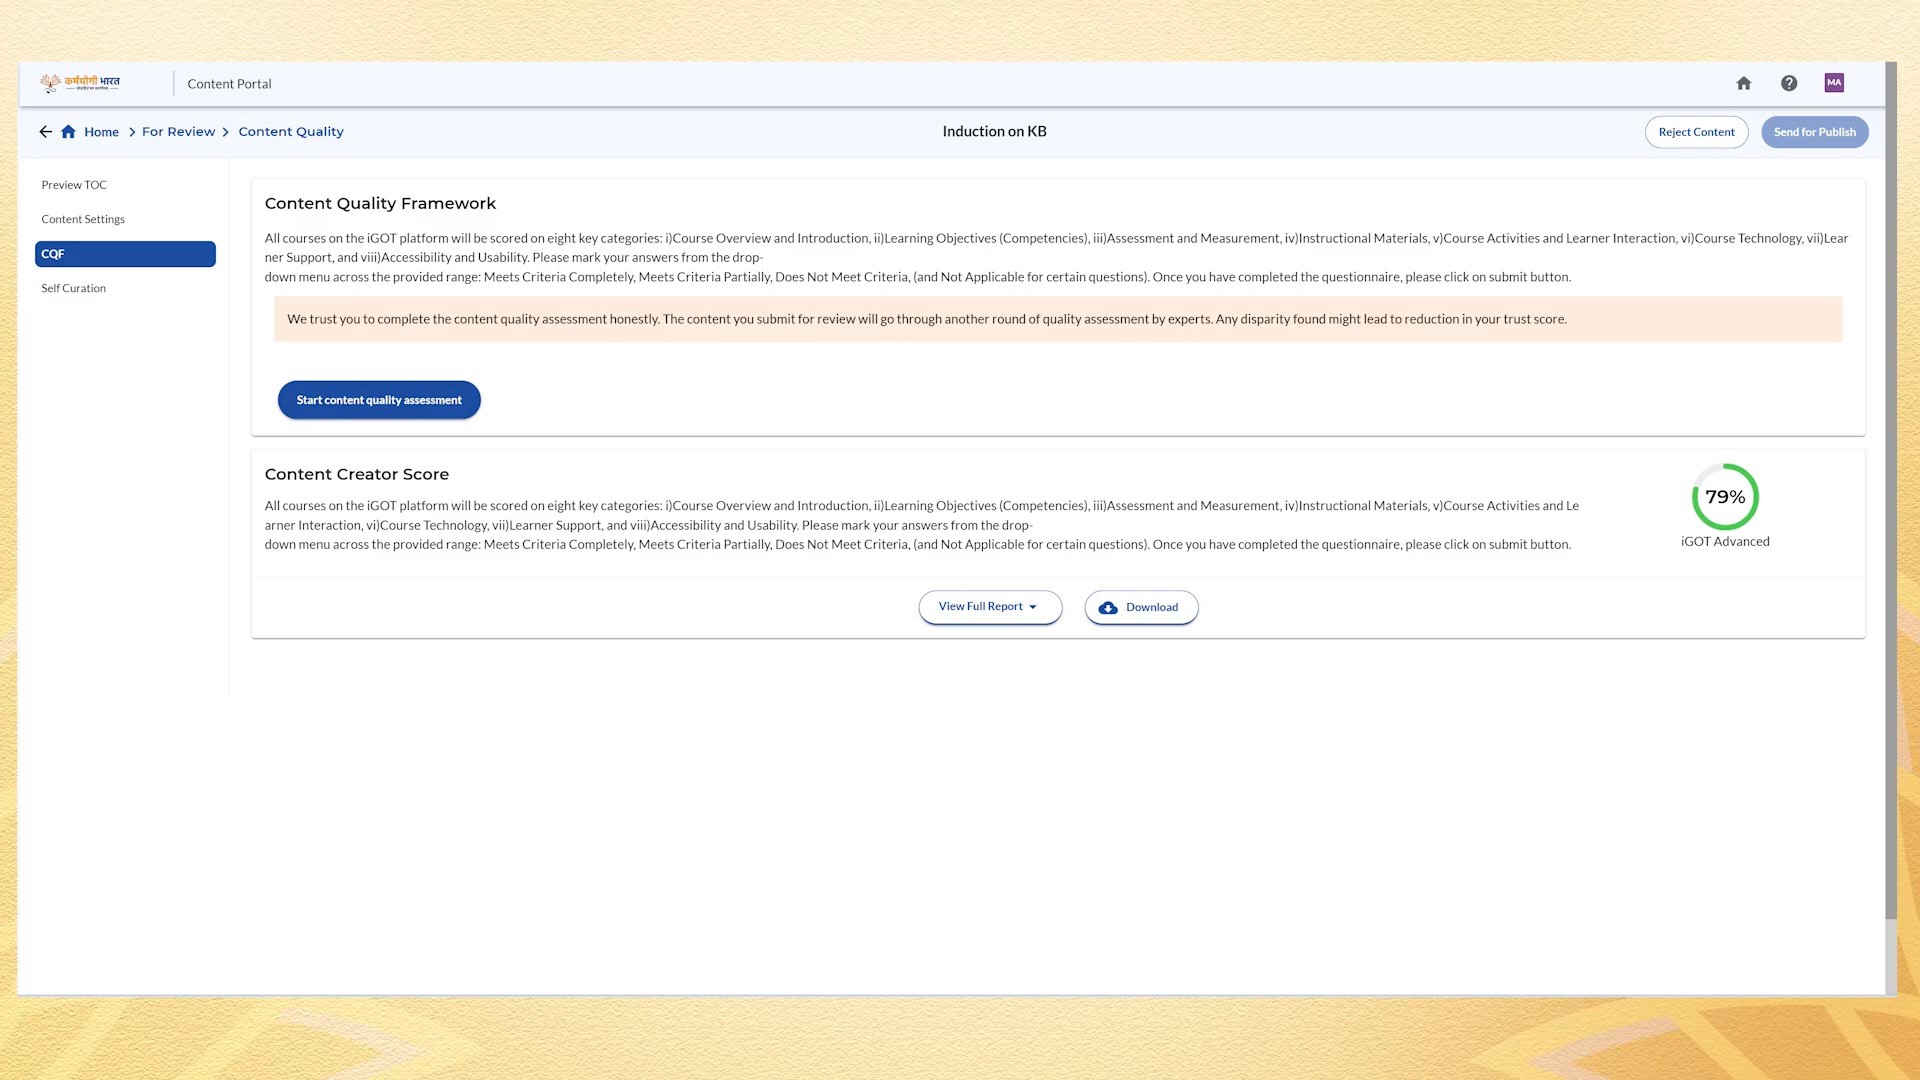 कर्मयोगी भारत
Content Portal
MA
Home > For Review > Content Quality
Induction on KB
Reject Content
Send for Publish
Preview TOC
Content Settings
CQF
Self Curation
Content Quality Framework
All courses on the iGOT platform will be scored on eight key categories: i)Course Overview and Introduction, ii)Learning Objectives (Competencies), iii)Assessment and Measurement, iv)Instructional Materials, v)Course Activities and Learner Interaction, vi)Course Technology, vii)Lear
ner Support, and viii)Accessibility and Usability. Please mark your answers from the drop-
down menu across the provided range: Meets Criteria Completely, Meets Criteria Partially, Does Not Meet Criteria, (and Not Applicable for certain questions). Once you have completed the questionnaire, please click on submit button.
We trust you to complete the content quality assessment honestly. The content you submit for review will go through another round of quality assessment by experts. Any disparity found might lead to reduction in your trust score.
Start content quality assessment
Content Creator Score
All courses on the iGOT platform will be scored on eight key categories: i)Course Overview and Introduction, ii)Learning Objectives (Competencies), iii)Assessment and Measurement, iv)Instructional Materials, v)Course Activities and Le
arner Interaction, vi)Course Technology, vii)Learner Support, and viii)Accessibility and Usability. Please mark your answers from the drop-
down menu across the provided range: Meets Criteria Completely, Meets Criteria Partially, Does Not Meet Criteria, (and Not Applicable for certain questions). Once you have completed the questionnaire, please click on submit button.
79%
iGOT Advanced
View Full Report
Download